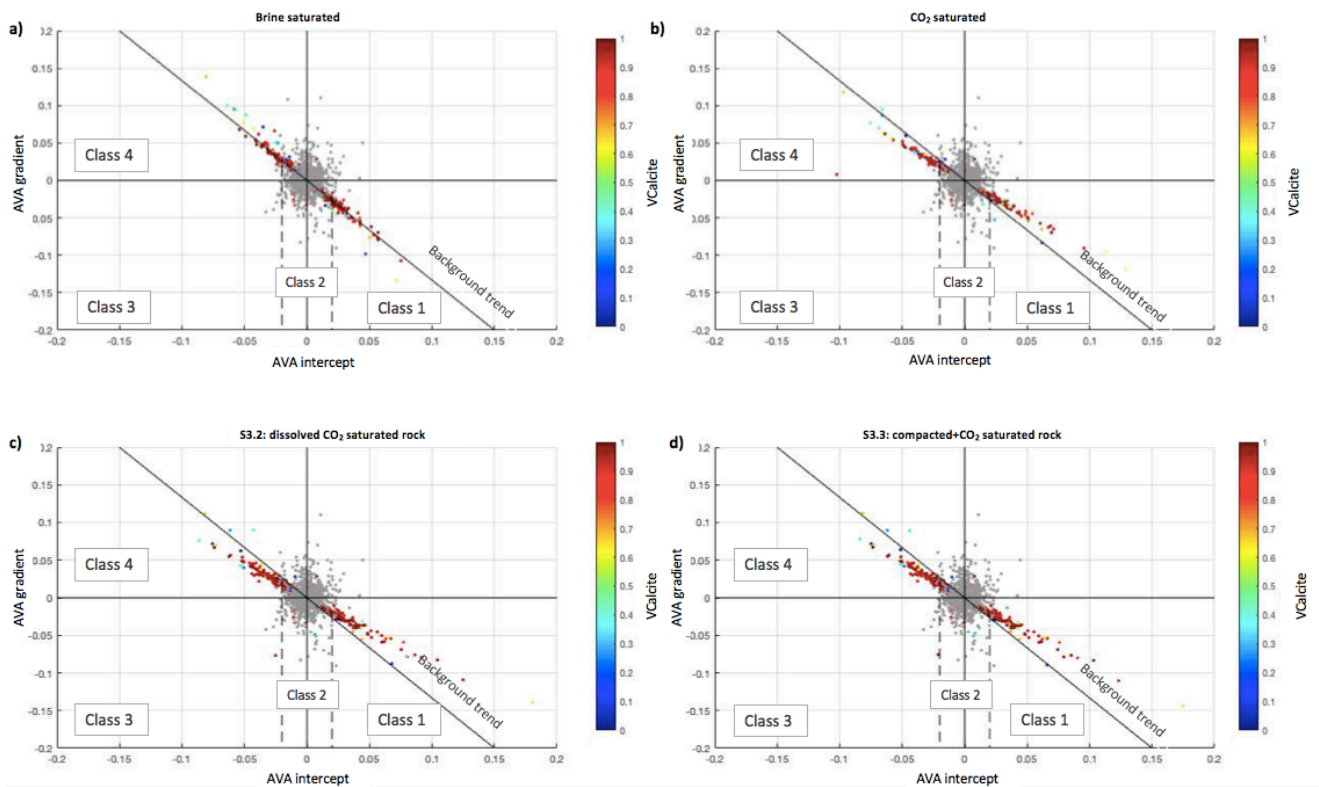 Brine saturated
CO₂ saturated
a)
b)
0.2
0.15
0.1
0.05
0
0.05
-0.1
-0.15
-0.2
-0.2 -0.15 -0.1 -0.05 0 0.05 0.1 0.15 0.2
AVA gradient
AVA intercept
Class 4
Class 3
Class 2
Class 1
Background trend
1
0.9
0.8
0.7
0.6
0.5
0.4
0.3
0.2
0.1
0
VCalcite
0.2
0.15
0.1
0.05
0
0.05
-0.1
-0.15
-0.2
-0.2 -0.15 -0.1 -0.05 0 0.05 0.1 0.15 0.2
AVA gradient
AVA intercept
Class 4
Class 3
Class 2
Class 1
Background trend
1
0.9
0.8
0.7
0.6
0.5
0.4
0.3
0.2
0.1
0
VCalcite
S3.2: dissolved CO₂ saturated rock
S3.3: compacted+CO₂ saturated rock
c)
d)
0.2
0.15
0.1
0.05
0
-0.05
-0.1
-0.15
-0.2
-0.2 -0.15 -0.1 -0.05 0 0.05 0.1 0.15 0.2
AVA gradient
AVA intercept
Class 4
Class 3
Class 2
Class 1
Background trend
1
0.9
0.8
0.7
0.6
0.5
0.4
0.3
0.2
0.1
0
VCalcite
0.2
0.15
0.1
0.05
0
-0.05
-0.1
-0.15
-0.2
-0.2 -0.15 -0.1 -0.05 0 0.05 0.1 0.15 0.2
AVA gradient
AVA intercept
Class 4
Class 3
Class 2
Class 1
Background trend
1
0.9
0.8
0.7
0.6
0.5
0.4
0.3
0.2
0.1
0
VCalcite